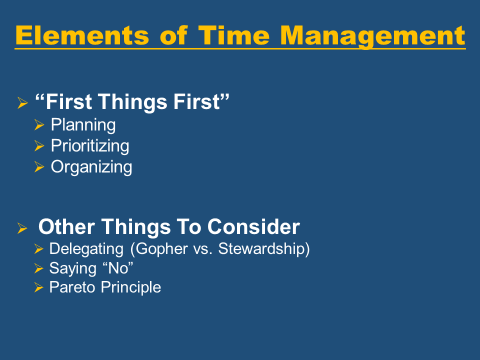 Elements of Time Management
“First Things First”
Planning
Prioritizing
Organizing
Other Things To Consider
Delegating (Gopher vs. Stewardship)
Saying “No”
Pareto Principle